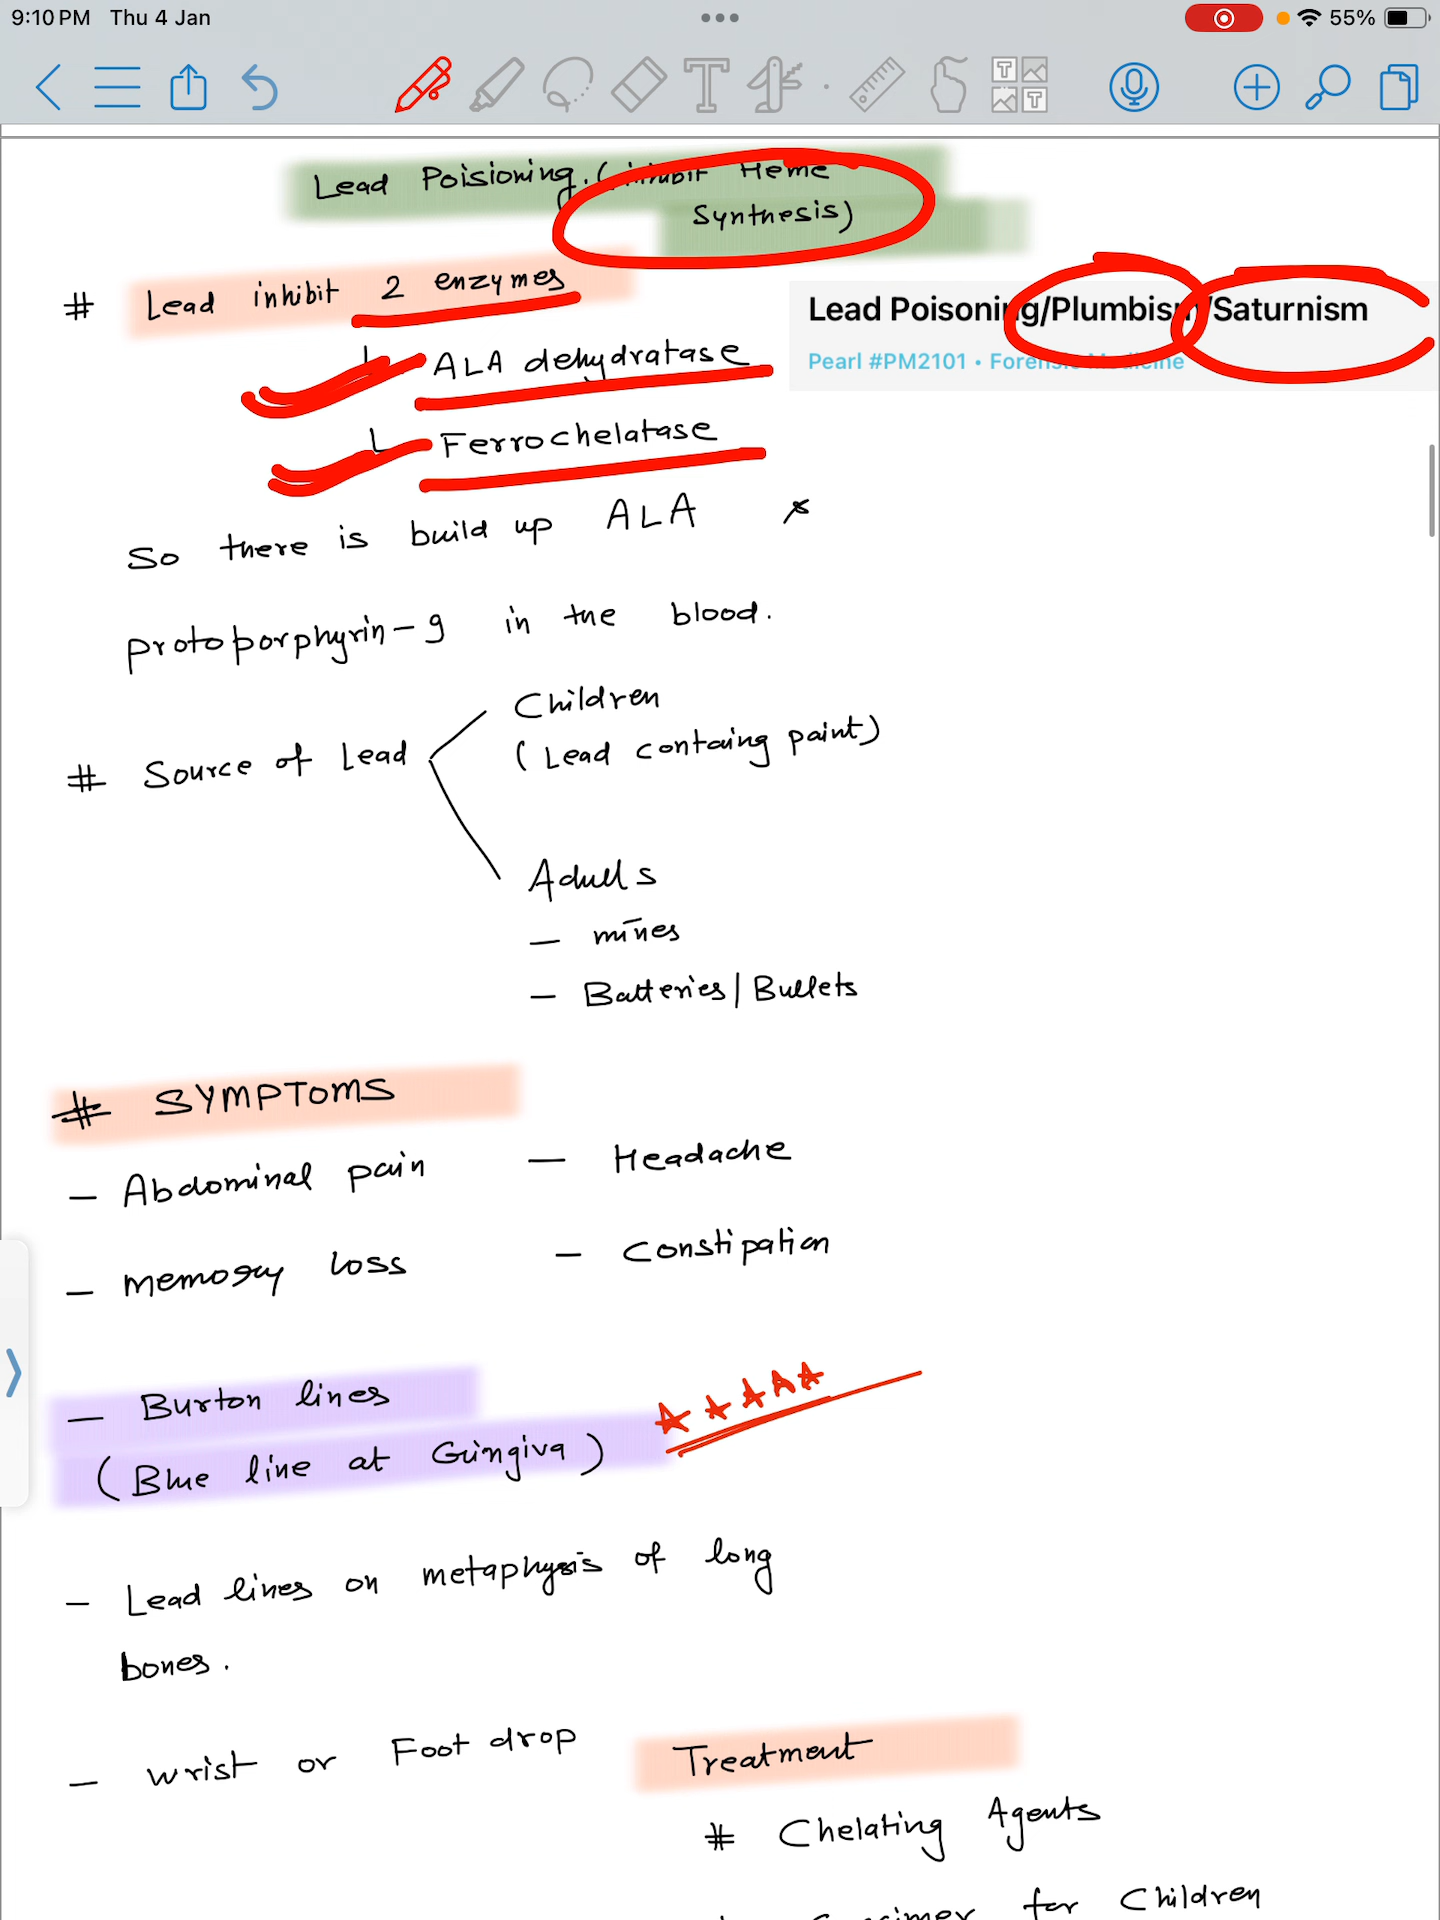 9:10 PM Thu 4 Jan
55%
Lead Poisioning. (inhibit Heme
Synthesis)
# Lead inhibit 2 enzymes
Lead Poisoning/Plumbism/Saturnism
Pearl #PM2101 • Forensic Medicine
ALA dehydratase
Ferrochelatase
So there is build up ALA &
protoporphyrin-9 in the blood.
# Source of Lead
Children
(Lead containg paint)
Adults
- mines
- Batteries | Bullets
# SYMPTOMS
- Abdominal pain - Headache
- memory loss - Constipation
- Burton lines
(Blue line at Gingiva)
- Lead lines on metaphysis of long
bones.
- wrist or Foot drop
Treatment
# Chelating Agents
for Children